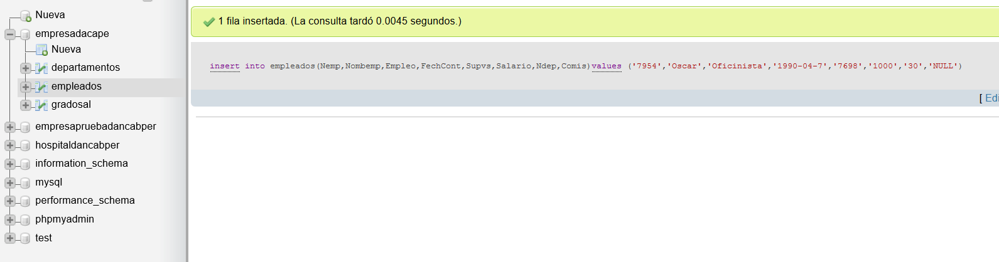 Nueva
empresadacape
Nueva
departamentos
empleados
gradosal
empresapruebadancabper
hospitaldancabper
information_schema
mysql
performance_schema
phpmyadmin
test
1 fila insertada. (La consulta tardó 0.0045 segundos.)
insert into empleados(Nemp,Nombemp,Empleo,FechCont,Supvs,Salario,Ndep,Comis)values ('7954','Oscar','Oficinista','1990-04-7','7698','1000','30','NULL')
[ Edi